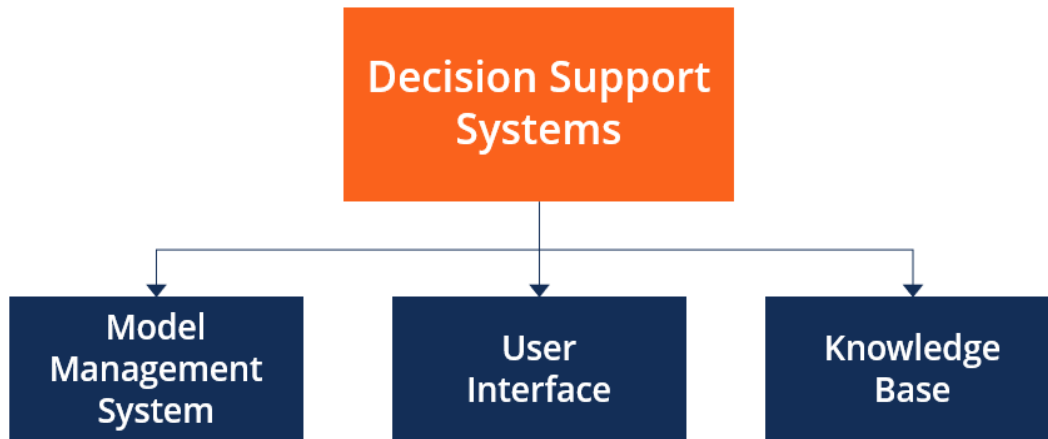 Decision Support
Systems
Model
Management
System
User
Interface
Knowledge
Base